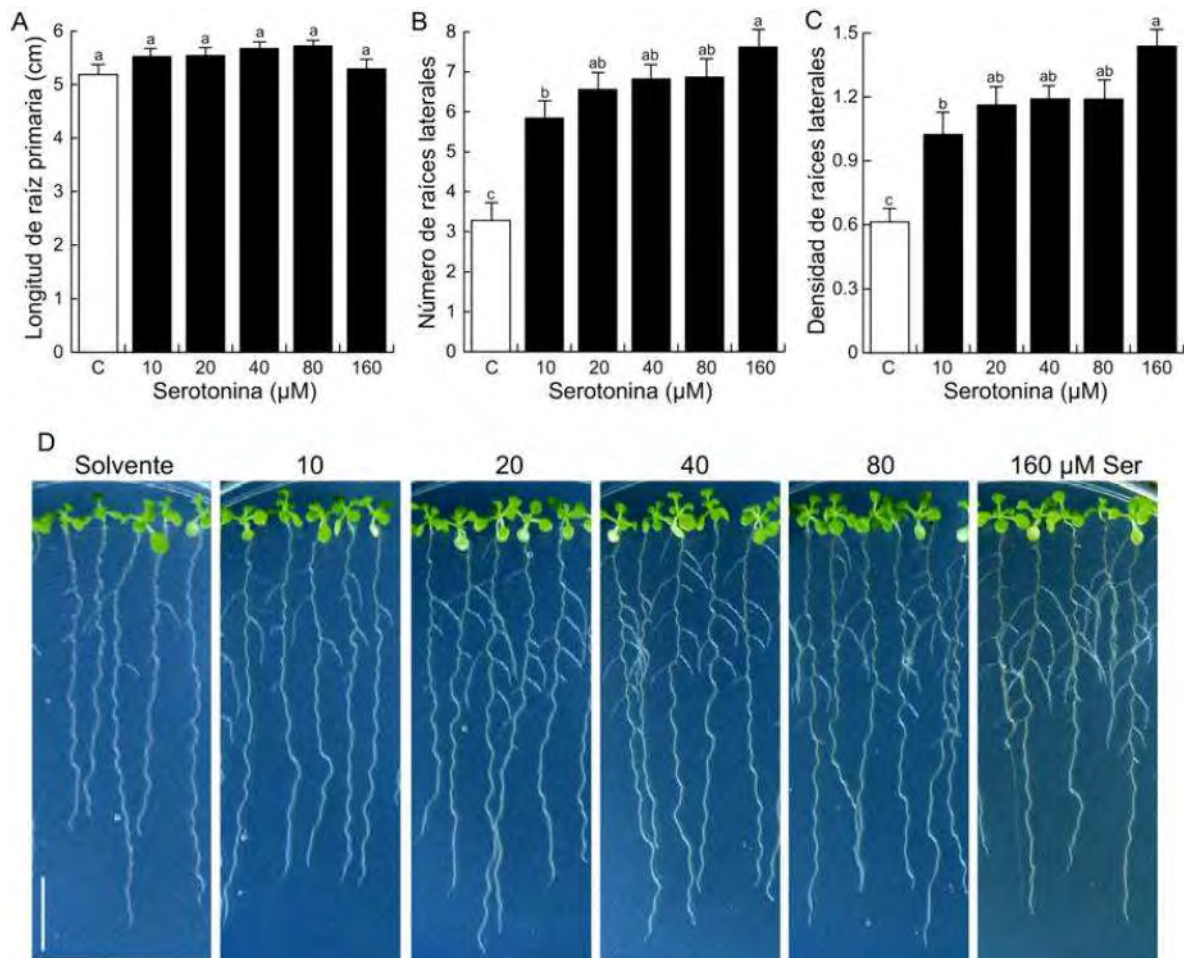 A
Longitud de raíz primaria (cm)
6
5
4
3
2
1
0
a
a
a
a
a
a
C
10
20
40
80
160
Serotonina (µM)
B
Número de raíces laterales
8
7
6
5
4
3
2
1
0
c
b
ab
ab
ab
a
C
10
20
40
80
160
Serotonina (µM)
C
Densidad de raíces laterales
1.5
1.2
0.9
0.6
0.3
0
c
b
ab
ab
ab
a
C
10
20
40
80
160
Serotonina (µM)
D
Solvente
10
20
40
80
160 µM Ser